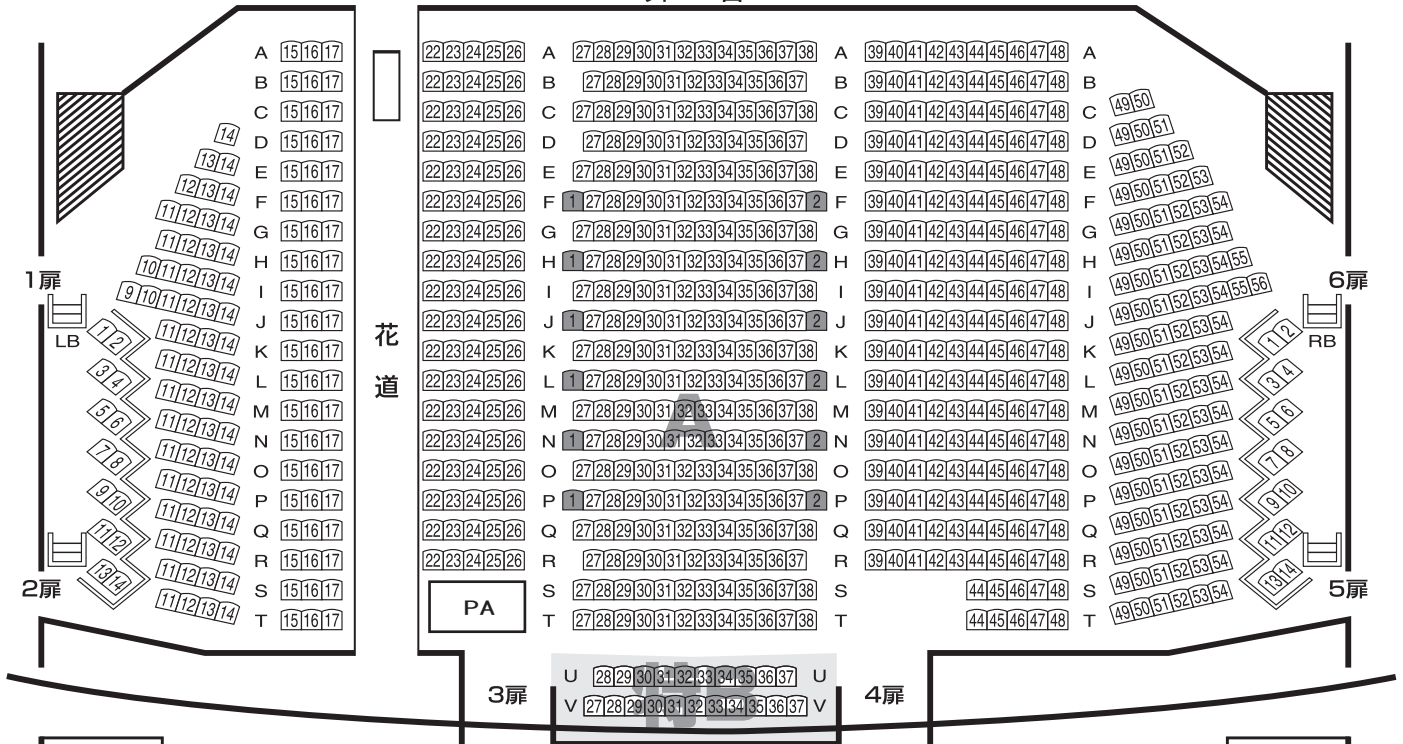 A 15 16 17 22 23 24 25 26 A 27 28 29 30 31 32 33 34 35 36 37 38 A 39 40 41 42 43 44 45 46 47 48 A
B 15 16 17 22 23 24 25 26 B 27 28 29 30 31 32 33 34 35 36 37 B 39 40 41 42 43 44 45 46 47 48 B
C 15 16 17 22 23 24 25 26 C 27 28 29 30 31 32 33 34 35 36 37 38 C 39 40 41 42 43 44 45 46 47 48 C 49 50
14 D 15 16 17 22 23 24 25 26 D 27 28 29 30 31 32 33 34 35 36 37 D 39 40 41 42 43 44 45 46 47 48 D 49 50 51
13 14 E 15 16 17 22 23 24 25 26 E 27 28 29 30 31 32 33 34 35 36 37 38 E 39 40 41 42 43 44 45 46 47 48 E 49 50 51 52
12 13 14 F 15 16 17 22 23 24 25 26 F 1 27 28 29 30 31 32 33 34 35 36 37 2 F 39 40 41 42 43 44 45 46 47 48 F 49 50 51 52 53
11 12 13 14 G 15 16 17 22 23 24 25 26 G 27 28 29 30 31 32 33 34 35 36 37 38 G 39 40 41 42 43 44 45 46 47 48 G 49 50 51 52 53 54
11 12 13 14 H 15 16 17 22 23 24 25 26 H 1 27 28 29 30 31 32 33 34 35 36 37 2 H 39 40 41 42 43 44 45 46 47 48 H 49 50 51 52 53 54
10 11 12 13 14 I 15 16 17 22 23 24 25 26 I 27 28 29 30 31 32 33 34 35 36 37 38 I 39 40 41 42 43 44 45 46 47 48 I 49 50 51 52 53 54 55
9 10 11 12 13 14 J 15 16 17 22 23 24 25 26 J 1 27 28 29 30 31 32 33 34 35 36 37 2 J 39 40 41 42 43 44 45 46 47 48 J 49 50 51 52 53 54 55 56
11 12 13 14 K 15 16 17 22 23 24 25 26 K 27 28 29 30 31 32 33 34 35 36 37 38 K 39 40 41 42 43 44 45 46 47 48 K 49 50 51 52 53 54
11 12 13 14 L 15 16 17 22 23 24 25 26 L 1 27 28 29 30 31 32 33 34 35 36 37 2 L 39 40 41 42 43 44 45 46 47 48 L 49 50 51 52 53 54
11 12 13 14 M 15 16 17 22 23 24 25 26 M 27 28 29 30 31 32 33 34 35 36 37 38 M 39 40 41 42 43 44 45 46 47 48 M 49 50 51 52 53 54
11 12 13 14 N 15 16 17 22 23 24 25 26 N 1 27 28 29 30 31 32 33 34 35 36 37 2 N 39 40 41 42 43 44 45 46 47 48 N 49 50 51 52 53 54
11 12 13 14 O 15 16 17 22 23 24 25 26 O 27 28 29 30 31 32 33 34 35 36 37 38 O 39 40 41 42 43 44 45 46 47 48 O 49 50 51 52 53 54
11 12 13 14 P 15 16 17 22 23 24 25 26 P 1 27 28 29 30 31 32 33 34 35 36 37 2 P 39 40 41 42 43 44 45 46 47 48 P 49 50 51 52 53 54
11 12 13 14 Q 15 16 17 22 23 24 25 26 Q 27 28 29 30 31 32 33 34 35 36 37 38 Q 39 40 41 42 43 44 45 46 47 48 Q 49 50 51 52 53 54
11 12 13 14 R 15 16 17 22 23 24 25 26 R 27 28 29 30 31 32 33 34 35 36 37 R 39 40 41 42 43 44 45 46 47 48 R 49 50 51 52 53 54
11 12 13 14 S 15 16 17 S 27 28 29 30 31 32 33 34 35 36 37 38 S 44 45 46 47 48 S 49 50 51 52 53 54
11 12 13 14 T 15 16 17 T 27 28 29 30 31 32 33 34 35 36 37 38 T 44 45 46 47 48 T 49 50 51 52 53 54
U 28 29 30 31 32 33 34 35 36 37 U
V 27 28 29 30 31 32 33 34 35 36 37 V
花道
PA
A
特B
1扉
LB
1 2
3 4
5 6
7 8
9 10
11 12
13 14
2扉
3扉
4扉
6扉
RB
1 2
3 4
5 6
7 8
9 10
11 12
13 14
5扉